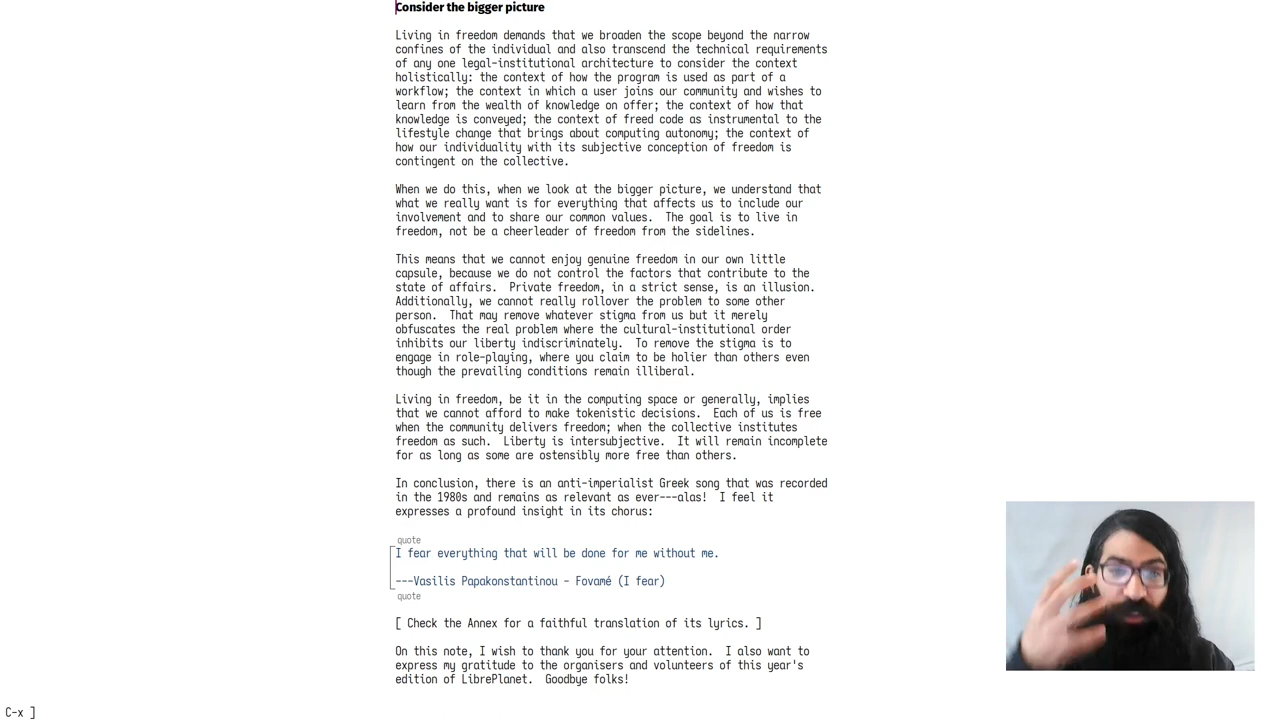 Consider the bigger picture
Living in freedom demands that we broaden the scope beyond the narrow
confines of the individual and also transcend the technical requirements
of any one legal-institutional architecture to consider the context
holistically: the context of how the program is used as part of a
workflow; the context in which a user joins our community and wishes to
learn from the wealth of knowledge on offer; the context of how that
knowledge is conveyed; the context of freed code as instrumental to the
lifestyle change that brings about computing autonomy; the context of
how our individuality with its subjective conception of freedom is
contingent on the collective.
When we do this, when we look at the bigger picture, we understand that
what we really want is for everything that affects us to include our
involvement and to share our common values.  The goal is to live in
freedom, not be a cheerleader of freedom from the sidelines.
This means that we cannot enjoy genuine freedom in our own little
capsule, because we do not control the factors that contribute to the
state of affairs.  Private freedom, in a strict sense, is an illusion.
Additionally, we cannot really rollover the problem to some other
person.  That may remove whatever stigma from us but it merely
obfuscates the real problem where the cultural-institutional order
inhibits our liberty indiscriminately.  To remove the stigma is to
engage in role-playing, where you claim to be holier than others even
though the prevailing conditions remain illiberal.
Living in freedom, be it in the computing space or generally, implies
that we cannot afford to make tokenistic decisions.  Each of us is free
when the community delivers freedom; when the collective institutes
freedom as such.  Liberty is intersubjective.  It will remain incomplete
for as long as some are ostensibly more free than others.
In conclusion, there is an anti-imperialist Greek song that was recorded
in the 1980s and remains as relevant as ever---alas!  I feel it
expresses a profound insight in its chorus:
quote
I fear everything that will be done for me without me.
---Vasilis Papakonstantinou - Fovamé (I fear)
quote
[ Check the Annex for a faithful translation of its lyrics. ]
On this note, I wish to thank you for your attention.  I also want to
express my gratitude to the organisers and volunteers of this year's
edition of LibrePlanet.  Goodbye folks!
C-x ]